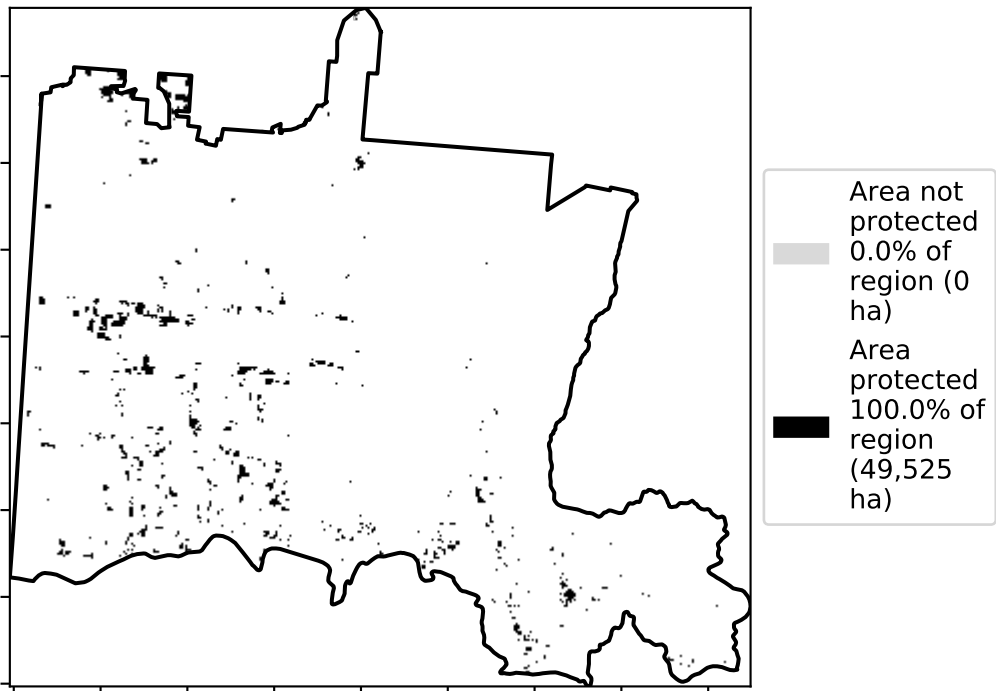 Area not
protected
0.0% of
region (0
ha)
Area
protected
100.0% of
region
(49,525
ha)